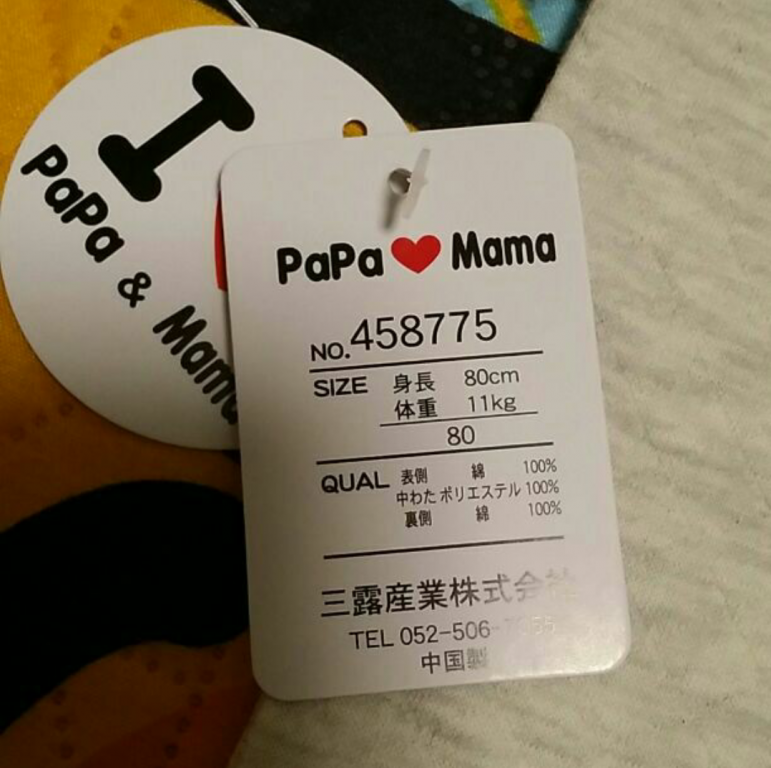 I
PaPa & Mama
PaPa ♥ Mama
NO.458775
SIZE 身長 80cm
体重 11kg
80
QUAL 表側 綿 100%
中わた ポリエステル 100%
裏側 綿 100%
三露産業株式会社
TEL 052-506-
中国製